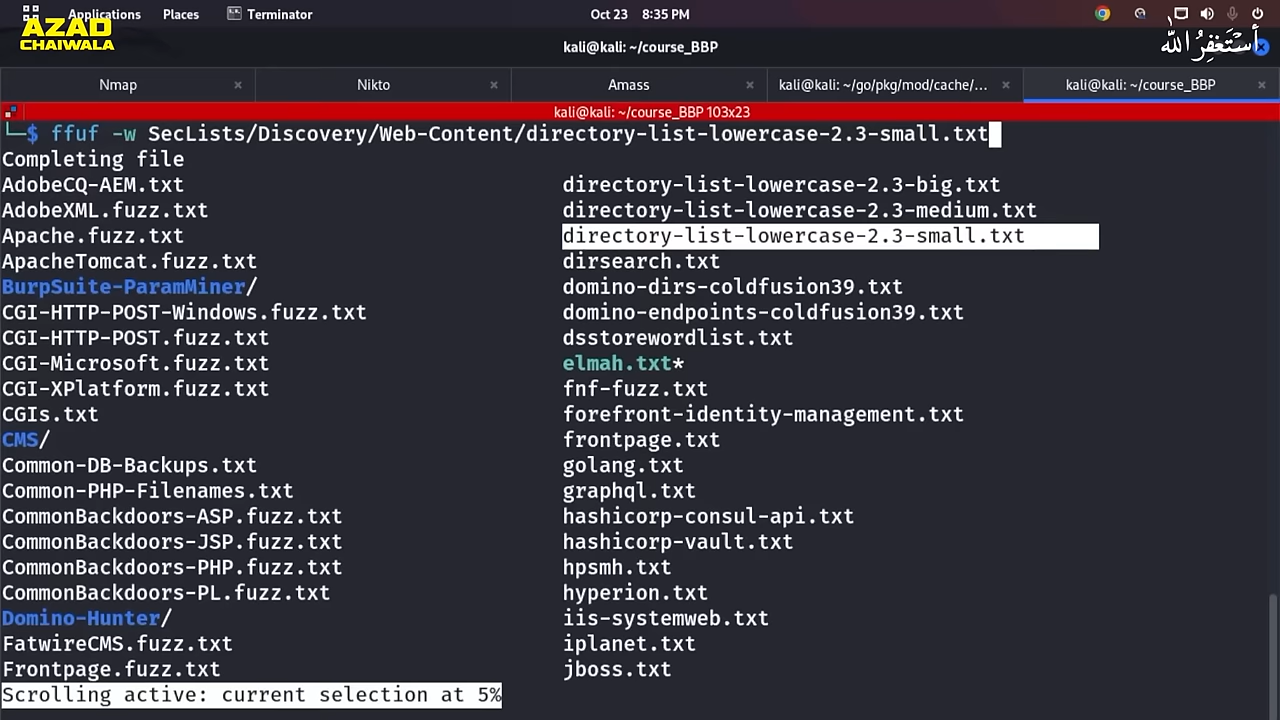 Applications Places Terminator Oct 23 8:35 PM
AZAD
CHAIWALA
أستغفر الله
kali@kali: ~/course_BBP
Nmap × Nikto × Amass × kali@kali: ~/go/pkg/mod/cache/... × kali@kali: ~/course_BBP ×
kali@kali: ~/course_BBP 103x23
└─$ ffuf -w SecLists/Discovery/Web-Content/directory-list-lowercase-2.3-small.txt
Completing file
AdobeCQ-AEM.txt directory-list-lowercase-2.3-big.txt
AdobeXML.fuzz.txt directory-list-lowercase-2.3-medium.txt
Apache.fuzz.txt directory-list-lowercase-2.3-small.txt
ApacheTomcat.fuzz.txt dirsearch.txt
BurpSuite-ParamMiner/ domino-dirs-coldfusion39.txt
CGI-HTTP-POST-Windows.fuzz.txt domino-endpoints-coldfusion39.txt
CGI-HTTP-POST.fuzz.txt dsstorewordlist.txt
CGI-Microsoft.fuzz.txt elmah.txt*
CGI-XPlatform.fuzz.txt fnf-fuzz.txt
CGIs.txt forefront-identity-management.txt
CMS/ frontpage.txt
Common-DB-Backups.txt golang.txt
Common-PHP-Filenames.txt graphql.txt
CommonBackdoors-ASP.fuzz.txt hashicorp-consul-api.txt
CommonBackdoors-JSP.fuzz.txt hashicorp-vault.txt
CommonBackdoors-PHP.fuzz.txt hpsmh.txt
CommonBackdoors-PL.fuzz.txt hyperion.txt
Domino-Hunter/ iis-systemweb.txt
FatwireCMS.fuzz.txt iplanet.txt
Frontpage.fuzz.txt jboss.txt
Scrolling active: current selection at 5%